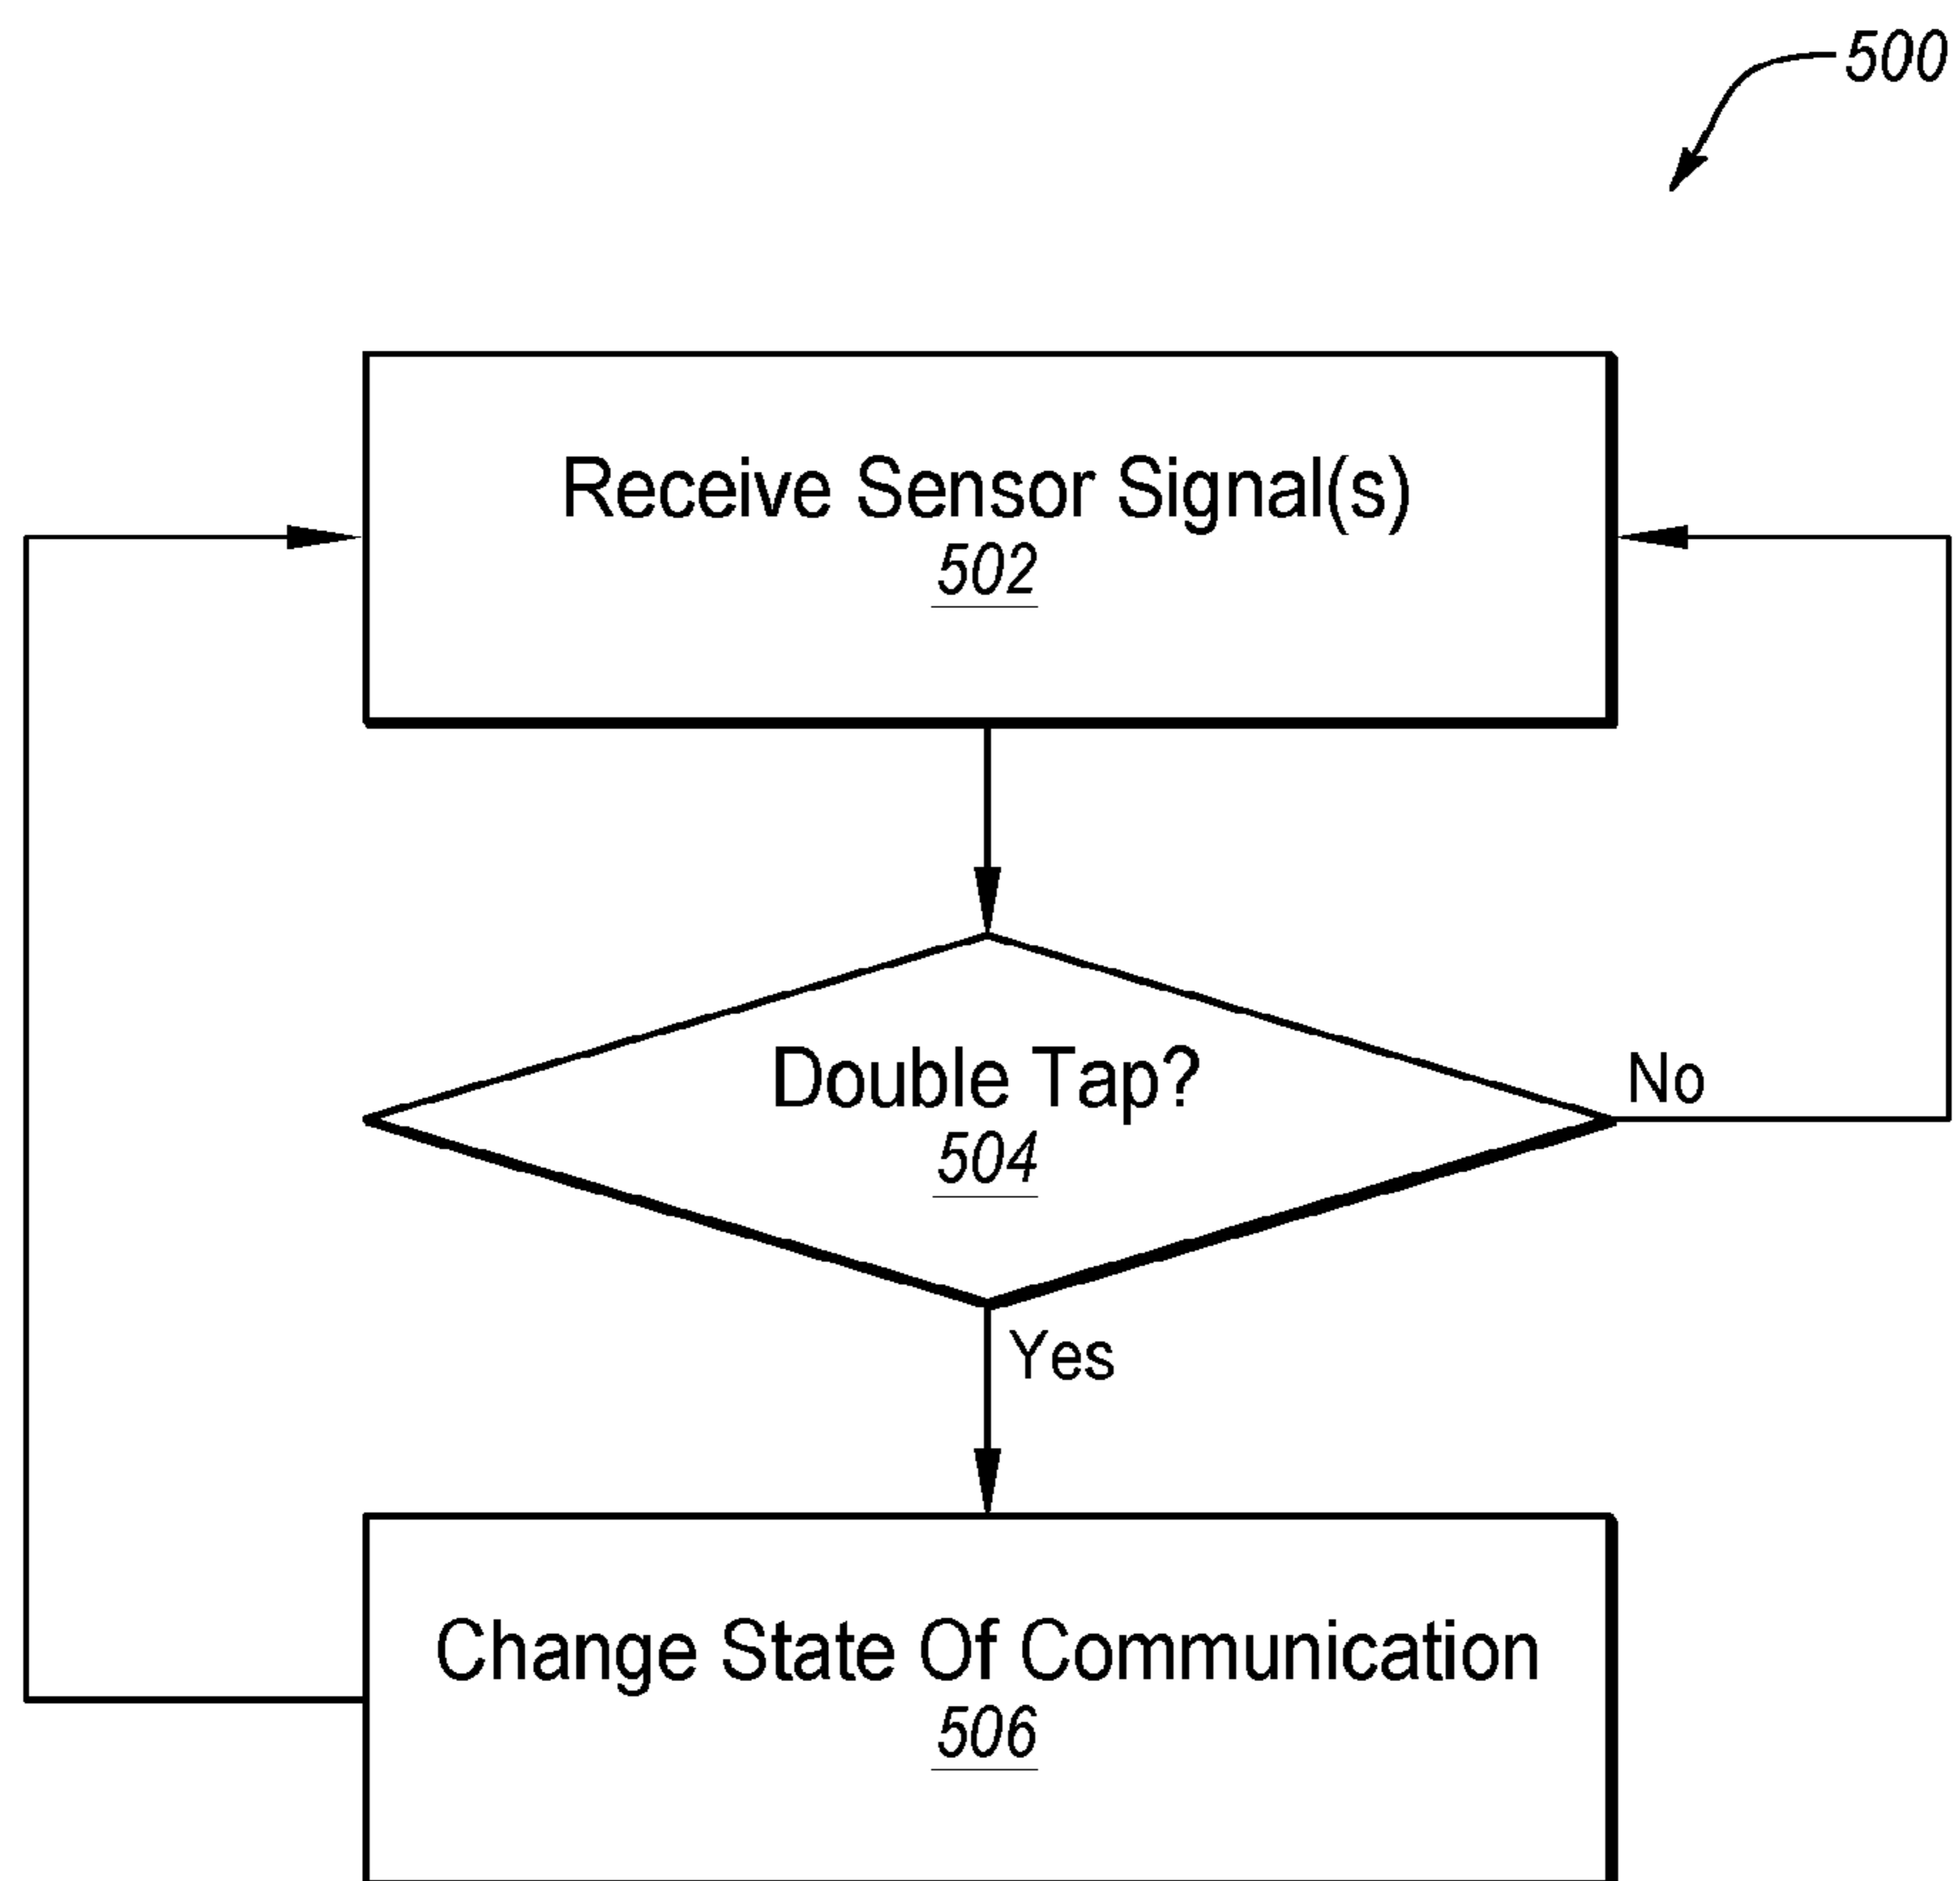 500
Receive Sensor Signal(s)
502
Double Tap?
504
No
Yes
Change State Of Communication
506